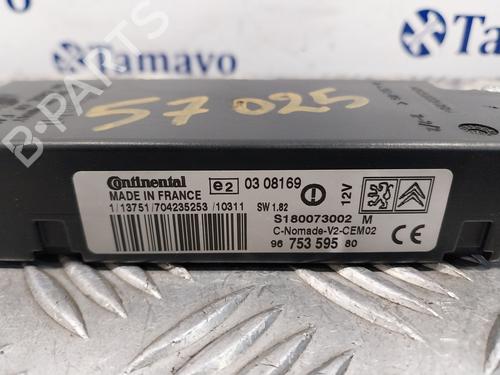 Tamavo
Tamavo
57025
B-PARTS
Continental
MADE IN FRANCE
1/13751/704235253 /10311
e2 03 08169
SW 1.82
12V
S180073002 M
C-Nomade-V2-CEM02
96 753 595 80
CE